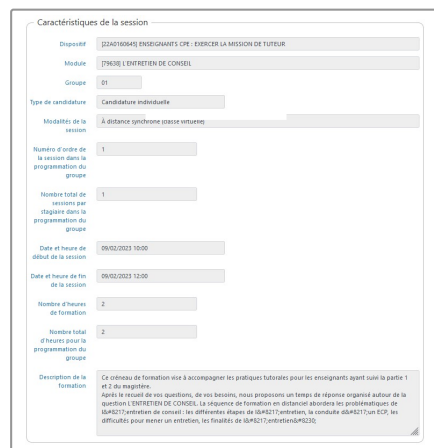 Caractéristiques de la session
Dispositif [22A0160645] ENSEIGNANTS CPE : EXERCER LA MISSION DE TUTEUR
Module [79638] L'ENTRETIEN DE CONSEIL
Groupe 01
Type de candidature Candidature individuelle
Modalités de la session À distance synchrone (classe virtuelle)
Numéro d'ordre de
la session dans la
programmation du
groupe
1
Nombre total de
sessions par
stagiaire dans la
programmation du
groupe
1
Date et heure de
début de la session
09/02/2023 10:00
Date et heure de fin
de la session
09/02/2023 12:00
Nombre d'heures
de formation
2
Nombre total
d'heures pour la
programmation du
groupe
2
Description de la
formation
Ce créneau de formation vise à accompagner les pratiques tutorales pour les enseignants ayant suivi la partie 1
et 2 du magistère.
Après le recueil de vos questions, de vos besoins, nous proposons un temps de réponse organisé autour de la
question L'ENTRETIEN DE CONSEIL. La séquence de formation en distanciel abordera les problématiques de
l&#8217;entretien de conseil : les différentes étapes de l&#8217;entretien, la conduite d&#8217;un ECP, les
difficultés pour mener un entretien, les finalités de l&#8217;entretien&#8230;